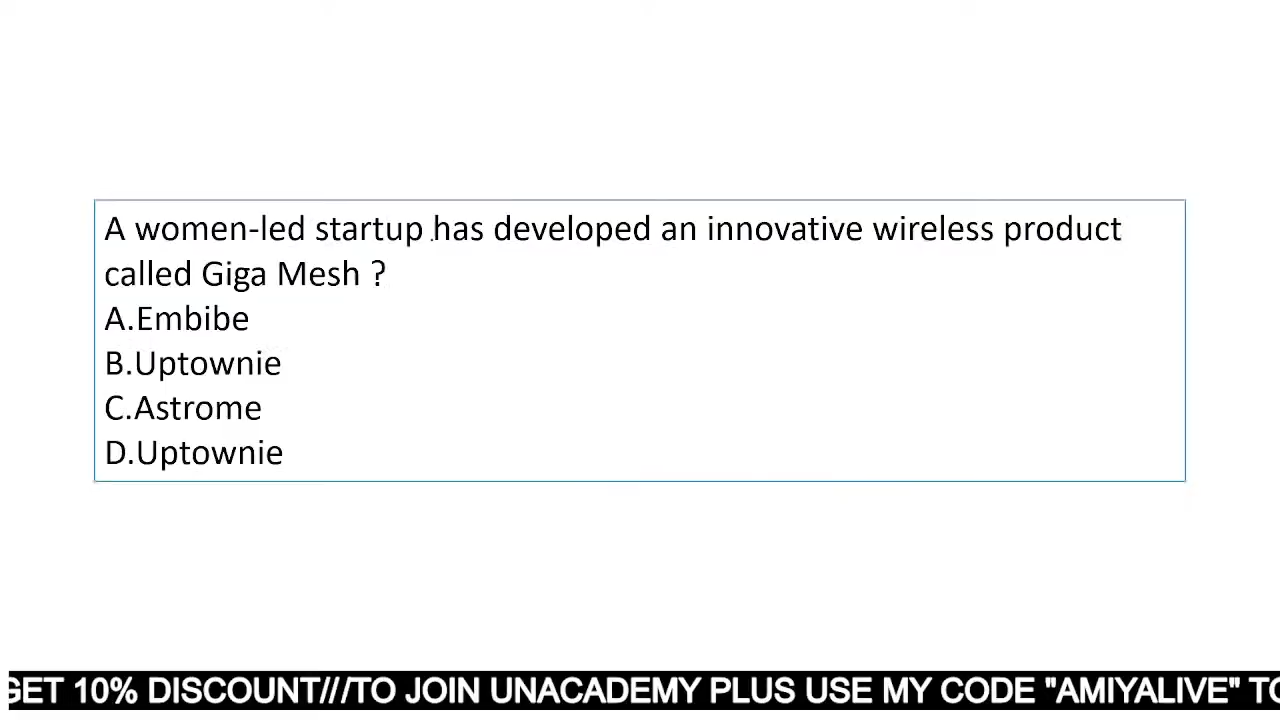 A women-led startup has developed an innovative wireless product
called Giga Mesh ?
A.Embibe
B.Uptownie
C.Astrome
D.Uptownie
GET 10% DISCOUNT///TO JOIN UNACADEMY PLUS USE MY CODE "AMIYALIVE" TO